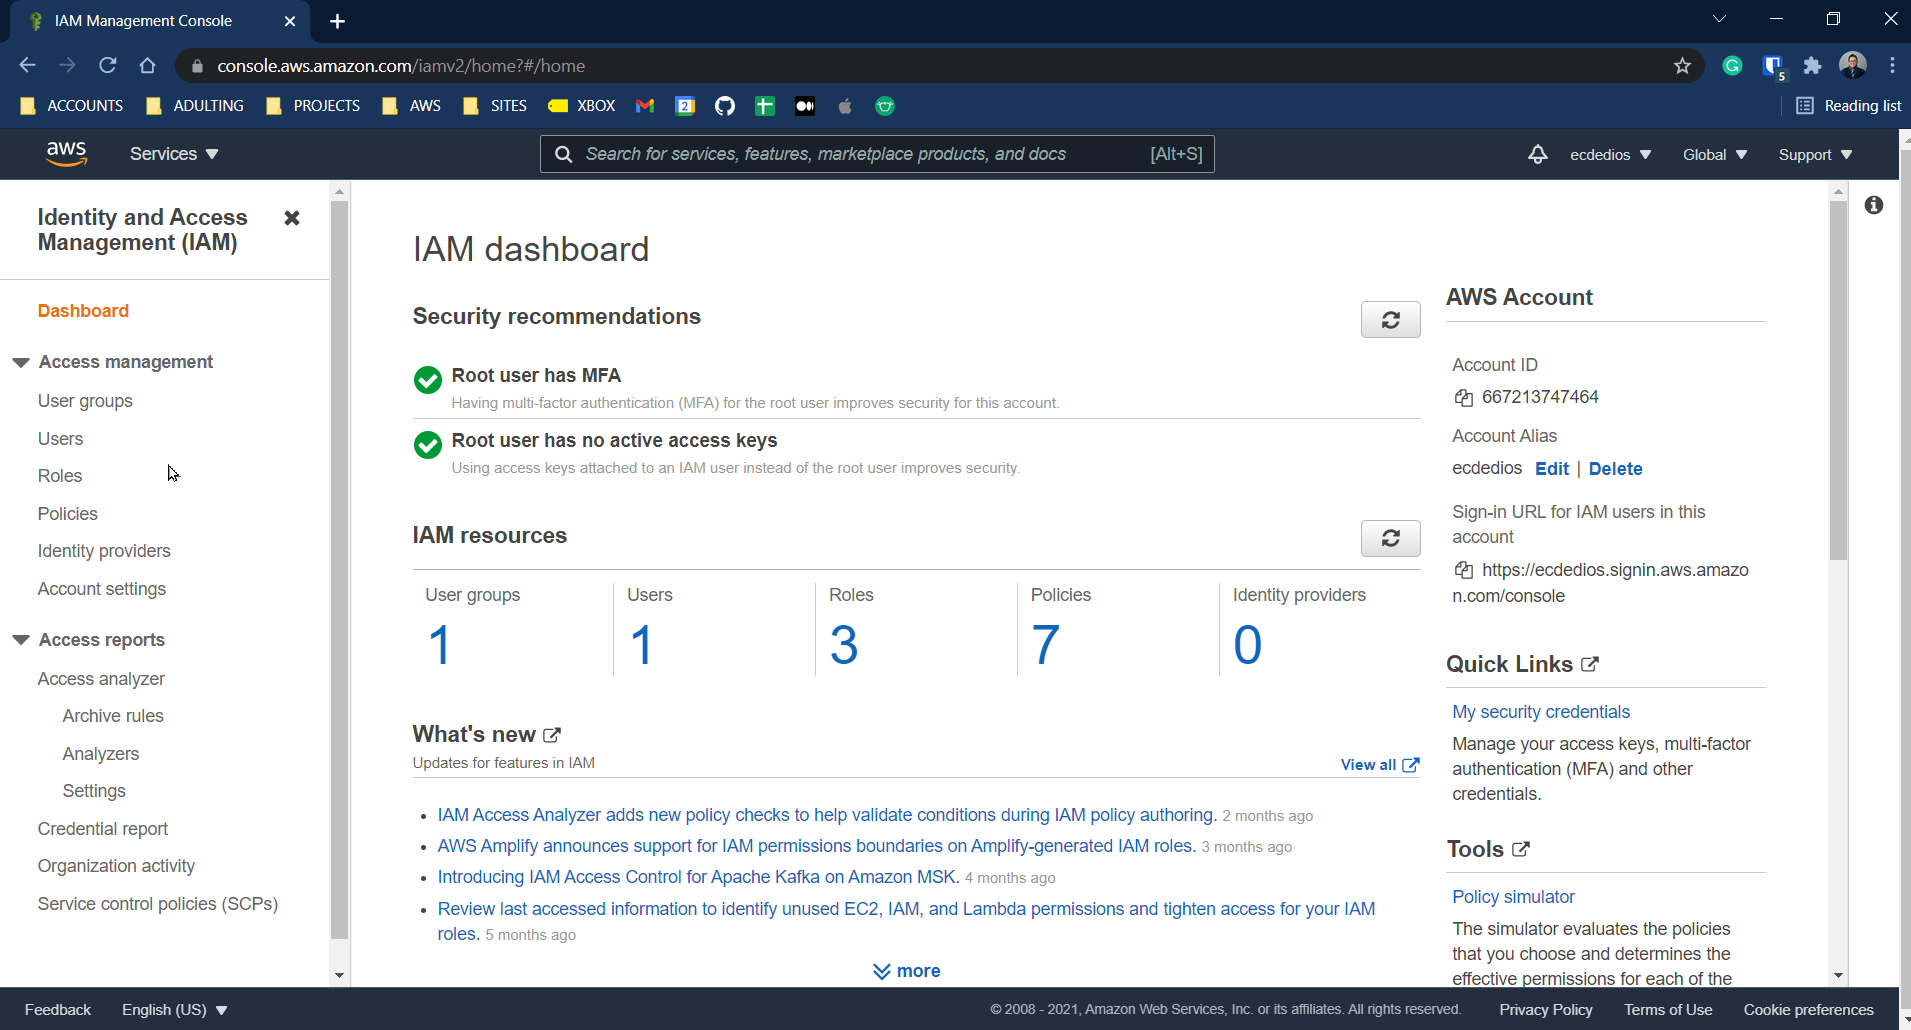 IAM Management Console
console.aws.amazon.com/iamv2/home?#/home
5
ACCOUNTS
ADULTING
PROJECTS
AWS
SITES
XBOX
2
Reading list
aws
Services
Search for services, features, marketplace products, and docs
[Alt+S]
ecdedios
Global
Support
Identity and Access
Management (IAM)
Dashboard
Access management
User groups
Users
Roles
Policies
Identity providers
Account settings
Access reports
Access analyzer
Archive rules
Analyzers
Settings
Credential report
Organization activity
Service control policies (SCPs)
IAM dashboard
Security recommendations
Root user has MFA
Having multi-factor authentication (MFA) for the root user improves security for this account.
Root user has no active access keys
Using access keys attached to an IAM user instead of the root user improves security.
IAM resources
User groups
1
Users
1
Roles
3
Policies
7
Identity providers
0
What's new
Updates for features in IAM
View all
• IAM Access Analyzer adds new policy checks to help validate conditions during IAM policy authoring. 2 months ago
• AWS Amplify announces support for IAM permissions boundaries on Amplify-generated IAM roles. 3 months ago
• Introducing IAM Access Control for Apache Kafka on Amazon MSK. 4 months ago
• Review last accessed information to identify unused EC2, IAM, and Lambda permissions and tighten access for your IAM
roles. 5 months ago
more
AWS Account
Account ID
667213747464
Account Alias
ecdedios Edit | Delete
Sign-in URL for IAM users in this
account
https://ecdedios.signin.aws.amazo
n.com/console
Quick Links
My security credentials
Manage your access keys, multi-factor
authentication (MFA) and other
credentials.
Tools
Policy simulator
The simulator evaluates the policies
that you choose and determines the
effective permissions for each of the
Feedback
English (US)
© 2008 - 2021, Amazon Web Services, Inc. or its affiliates. All rights reserved.
Privacy Policy
Terms of Use
Cookie preferences